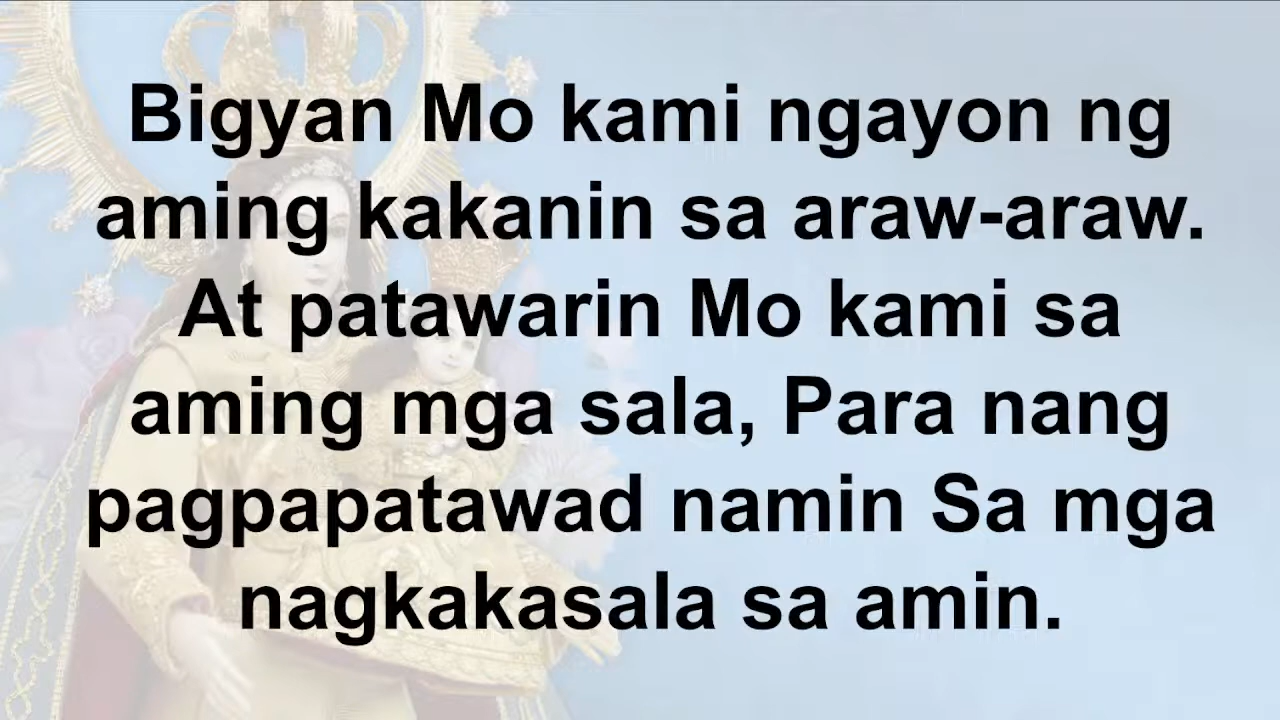 Bigyan Mo kami ngayon ng
aming kakanin sa araw-araw.
At patawarin Mo kami sa
aming mga sala, Para nang
pagpapatawad namin Sa mga
nagkakasala sa amin.